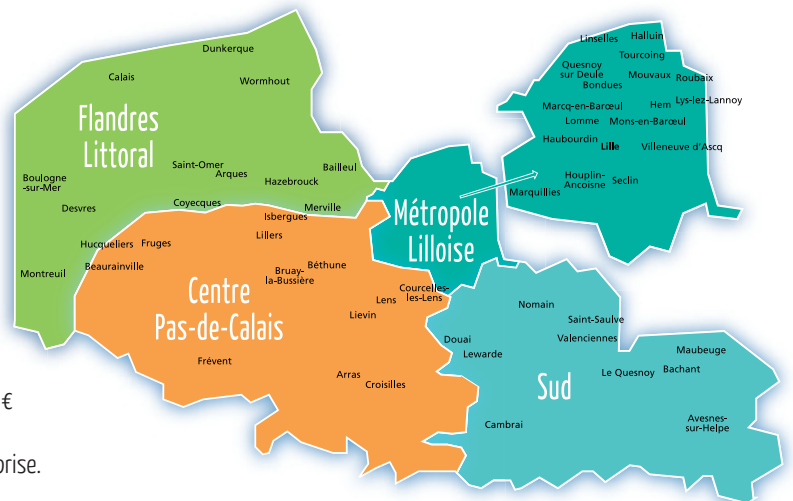 Flandres
Littoral
Dunkerque
Calais
Wormhout
Boulogne
-sur-Mer
Saint-Omer
Arques
Bailleul
Hazebrouck
Desvres
Coyecques
Merville
Montreuil
Centre
Pas-de-Calais
Isbergues
Lillers
Hucqueliers
Fruges
Beaurainville
Bruay-
la-Bussière
Béthune
Courcelles-
les-Lens
Lens
Lievin
Frévent
Arras
Croisilles
Métropole
Lilloise
Linselles
Halluin
Tourcoing
Quesnoy
sur Deule
Mouvaux
Roubaix
Bondues
Lys-lez-Lannoy
Marcq-en-Barœul
Hem
Lomme
Mons-en-Barœul
Haubourdin
Lille
Villeneuve d'Ascq
Houplin-
Ancoisne
Seclin
Marquillies
Sud
Nomain
Saint-Saulve
Douai
Valenciennes
Lewarde
Maubeuge
Le Quesnoy
Bachant
Cambrai
Avesnes-
sur-Helpe
€
prise.